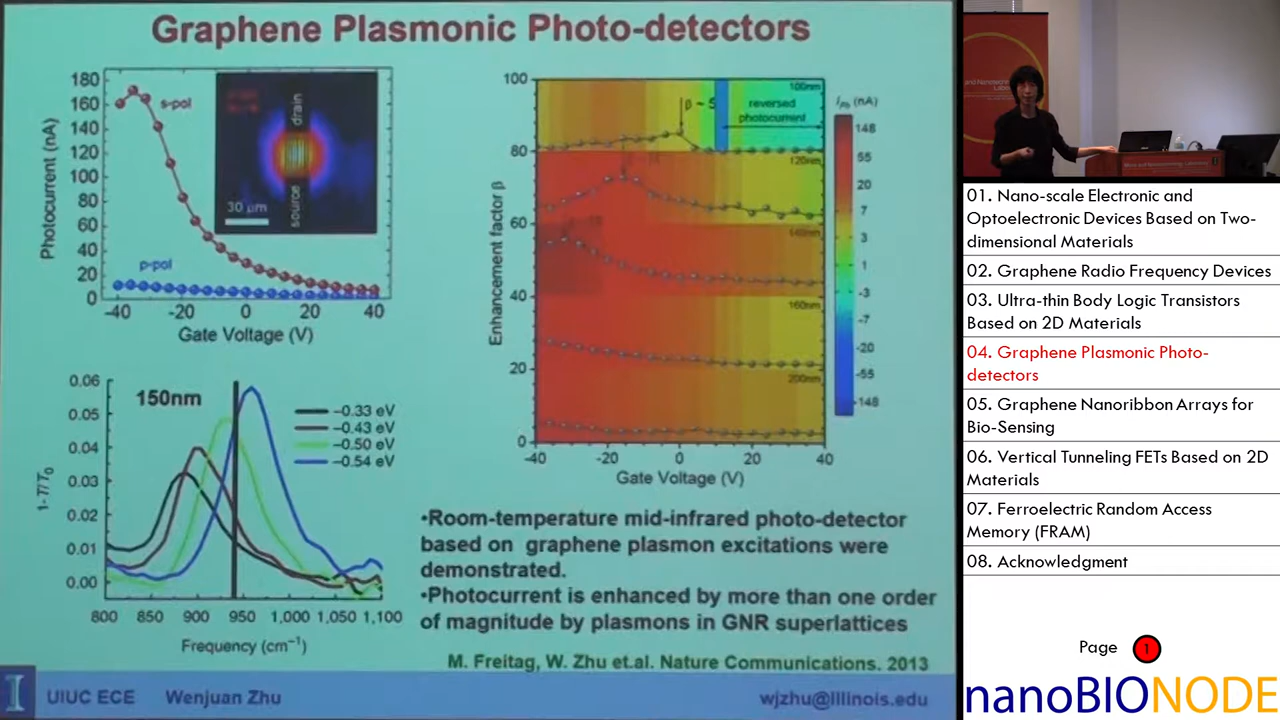 Graphene Plasmonic Photo-detectors
180
160
140
120
100
80
60
40
20
0
Photocurrent (nA)
s-pol
p-pol
drain
source
30 µm
-40 -20 0 20 40
Gate Voltage (V)
0.06
0.05
0.04
0.03
0.02
0.01
0.00
1-T/T0
150nm
−0.33 eV
−0.43 eV
−0.50 eV
−0.54 eV
800 850 900 950 1,000 1,050 1,100
Frequency (cm⁻¹)
100
80
60
40
20
0
Enhancement factor β
β ~ 5
reversed
photocurrent
100nm
120nm
140nm
160nm
200nm
-40 -20 0 20 40
Gate Voltage (V)
IPh (nA)
148
55
20
7
3
1
-3
-7
-20
-55
-148
•Room-temperature mid-infrared photo-detector
based on graphene plasmon excitations were
demonstrated.
•Photocurrent is enhanced by more than one order
of magnitude by plasmons in GNR superlattices
M. Freitag, W. Zhu et.al. Nature Communications. 2013
I UIUC ECE Wenjuan Zhu wjzhu@Illinois.edu
01. Nano-scale Electronic and
Optoelectronic Devices Based on Two-
dimensional Materials
02. Graphene Radio Frequency Devices
03. Ultra-thin Body Logic Transistors
Based on 2D Materials
04. Graphene Plasmonic Photo-
detectors
05. Graphene Nanoribbon Arrays for
Bio-Sensing
06. Vertical Tunneling FETs Based on 2D
Materials
07. Ferroelectric Random Access
Memory (FRAM)
08. Acknowledgment
Page 1
nanoBIONODE